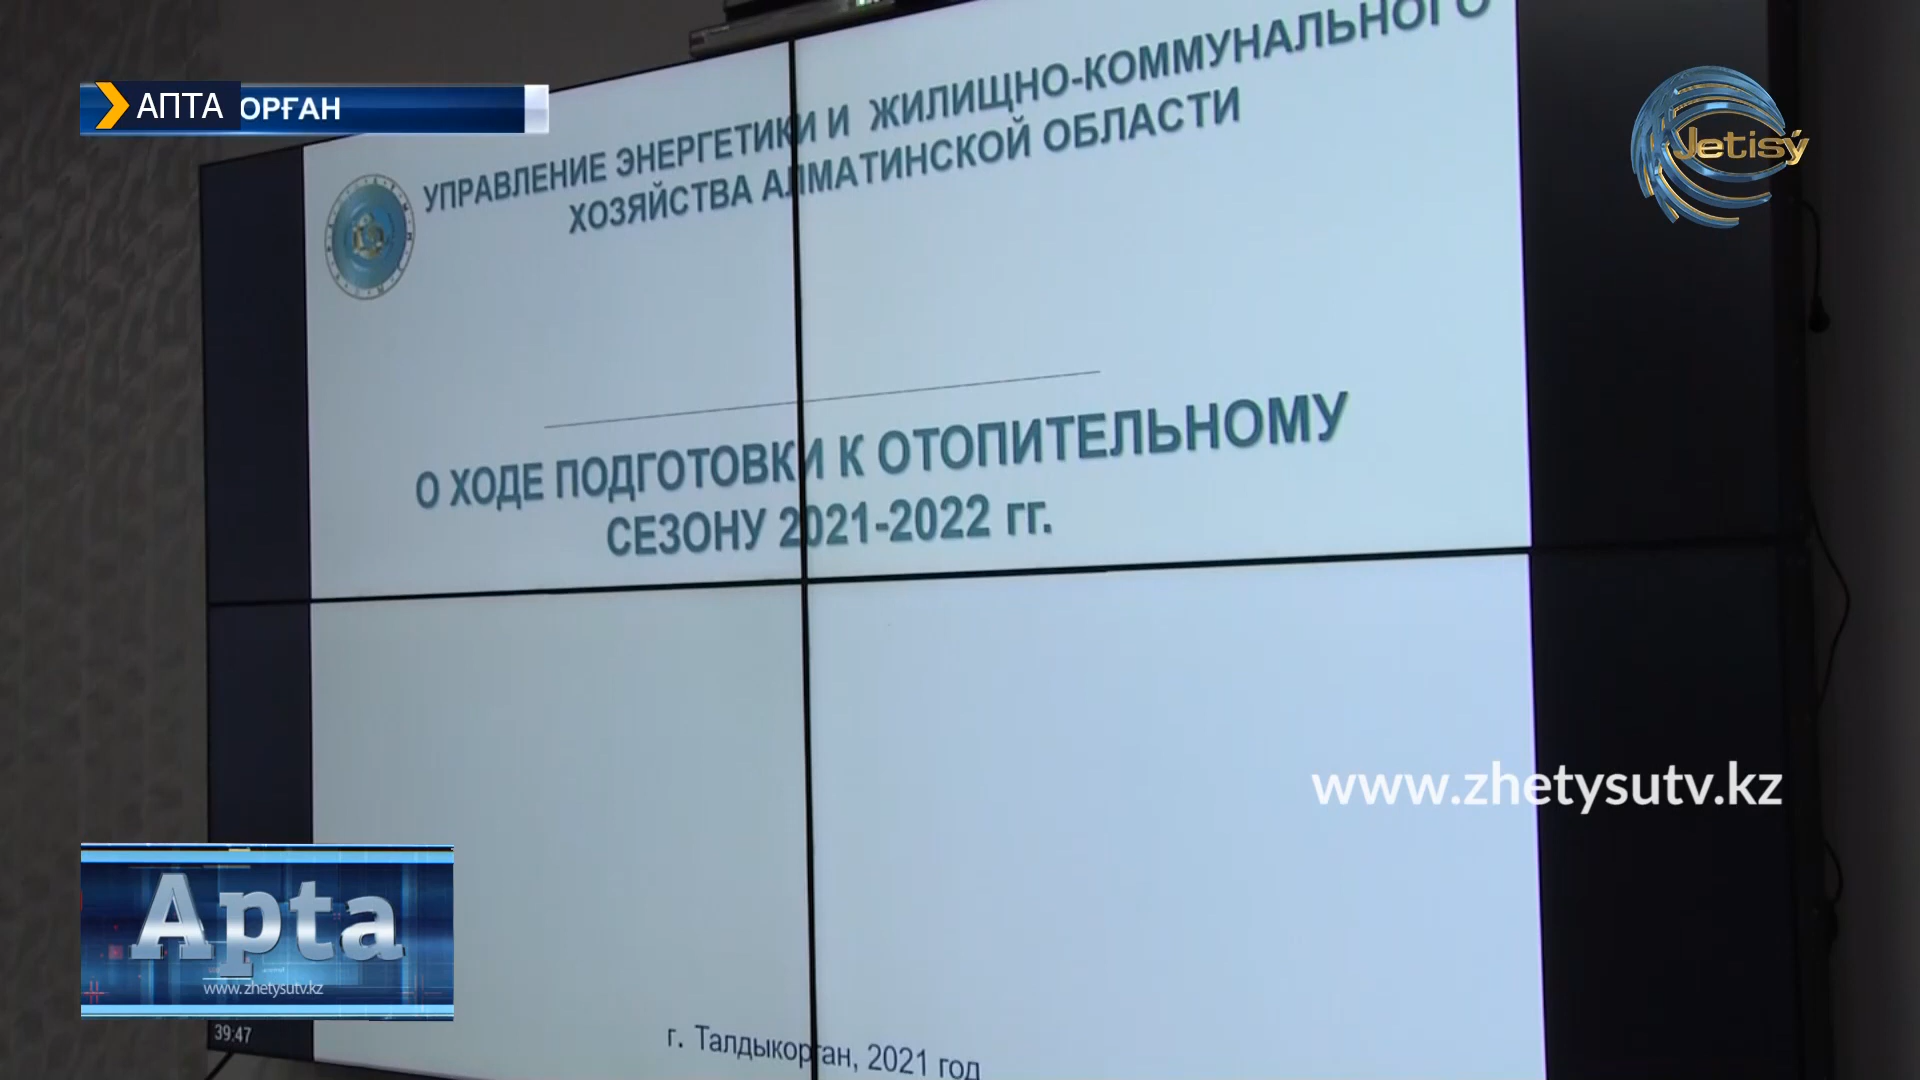 АПТА
ОРҒАН
Jetisý
УПРАВЛЕНИЕ ЭНЕРГЕТИКИ И ЖИЛИЩНО-КОММУНАЛЬНОГО
ХОЗЯЙСТВА АЛМАТИНСКОЙ ОБЛАСТИ
О ХОДЕ ПОДГОТОВКИ К ОТОПИТЕЛЬНОМУ
СЕЗОНУ 2021-2022 гг.
www.zhetysutv.kz
Apta
www.zhetysutv.kz
39:47
г. Талдыкорган, 2021 год